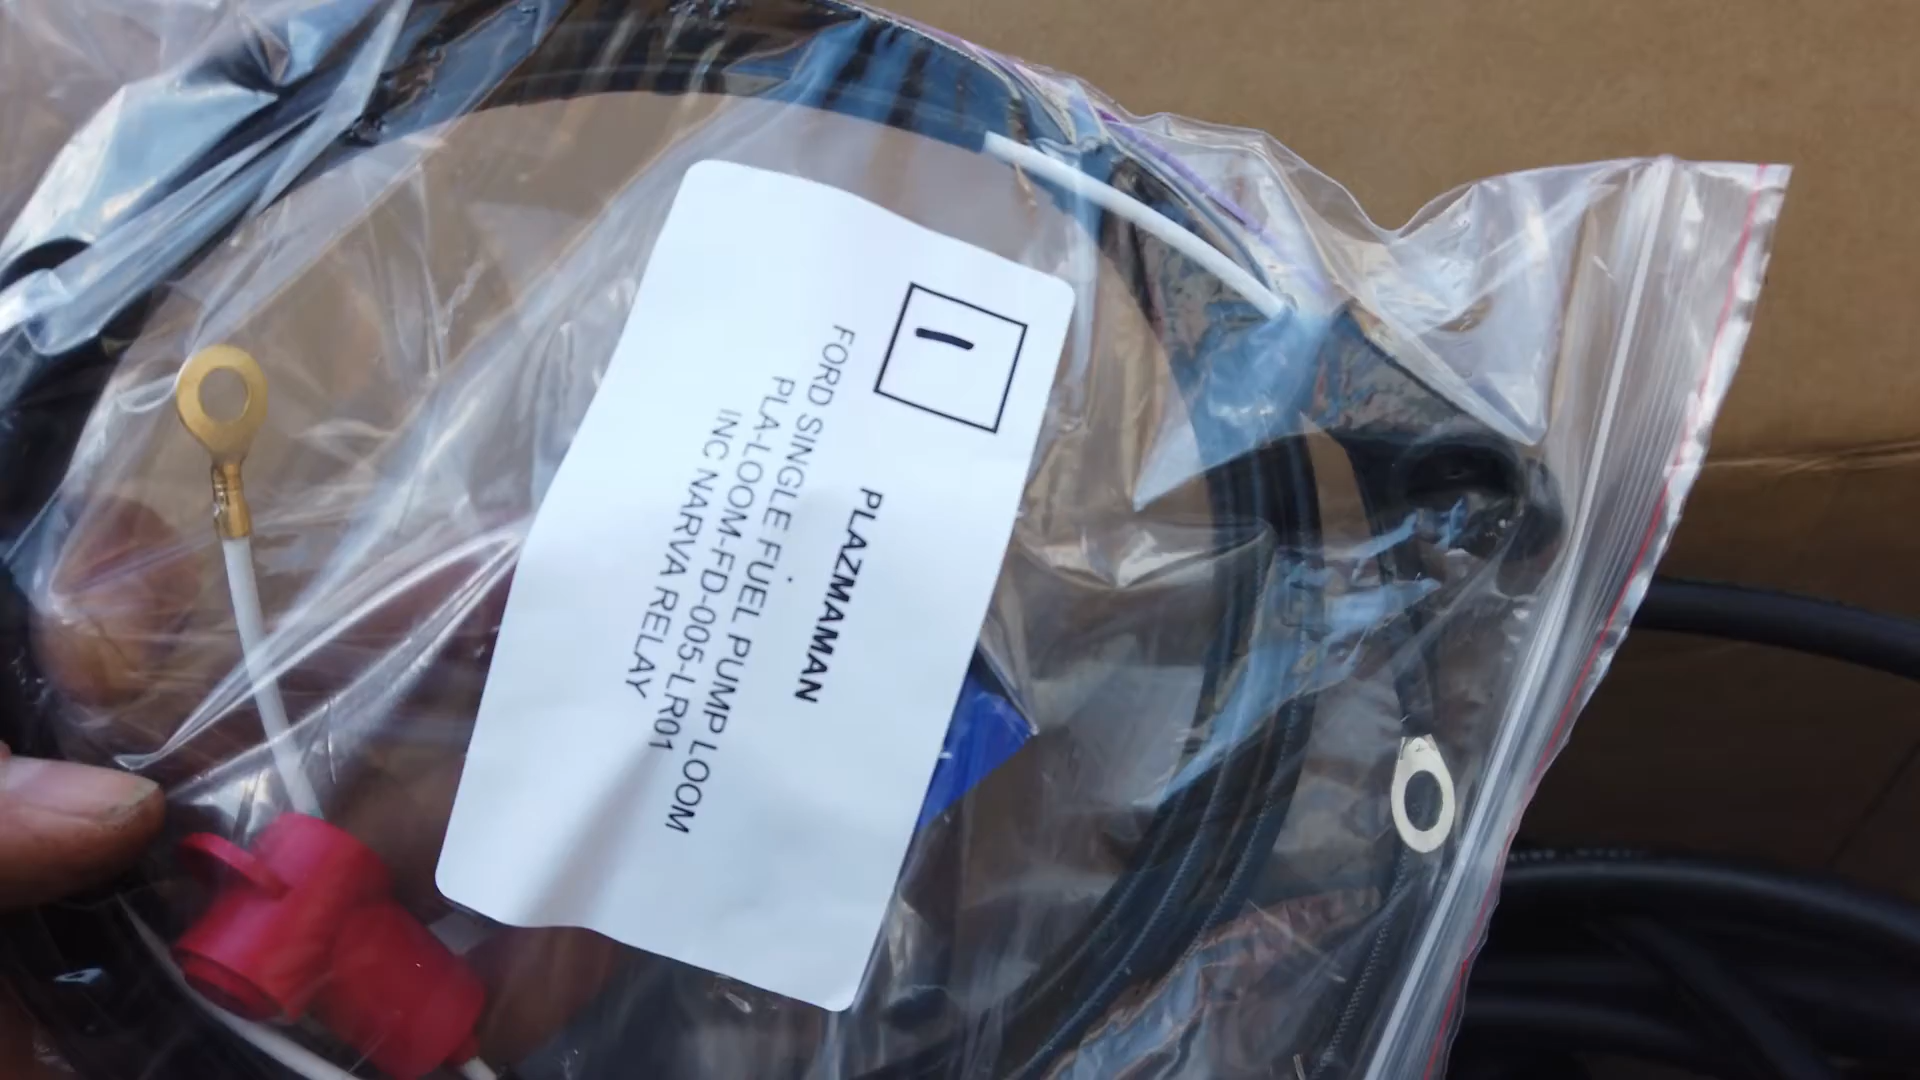 1
PLAZMAMAN
FORD SINGLE FUEL PUMP LOOM
PLA-LOOM-FD-005-LR01
INC NARVA RELAY